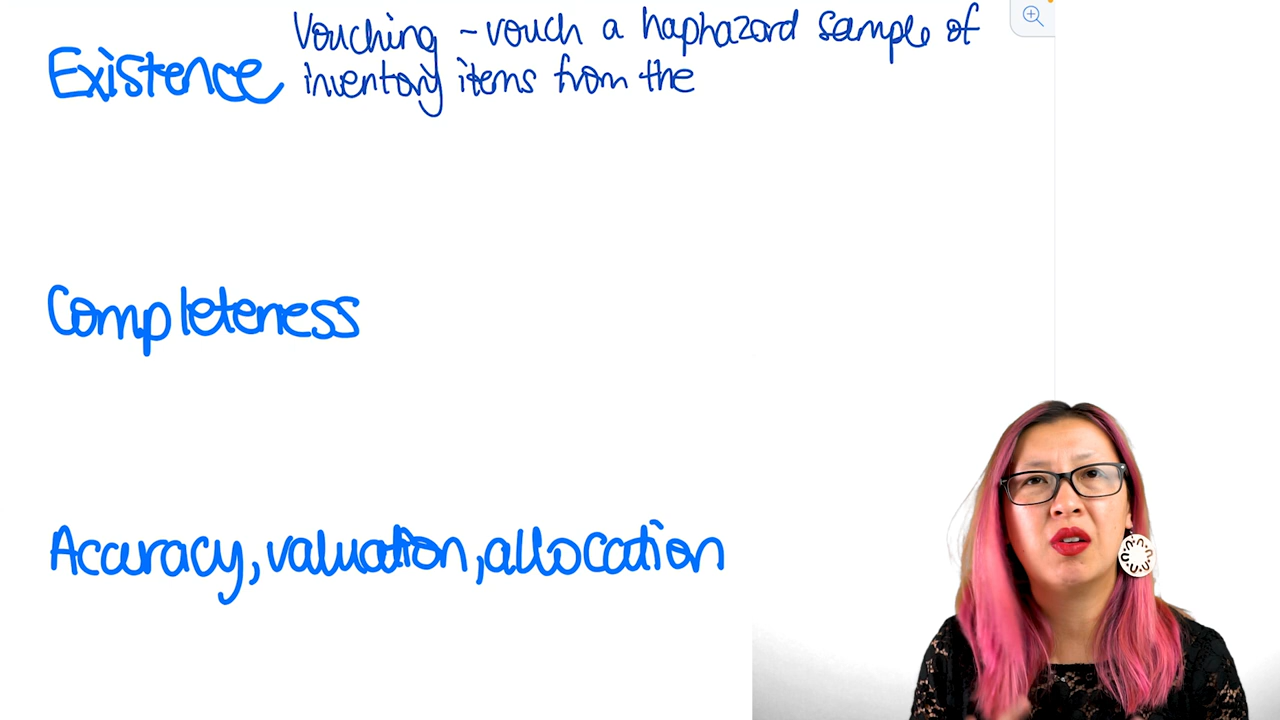 Vouching - vouch a haphazard sample of
Existence inventory items from the
Completeness
Accuracy, valuation, allocation